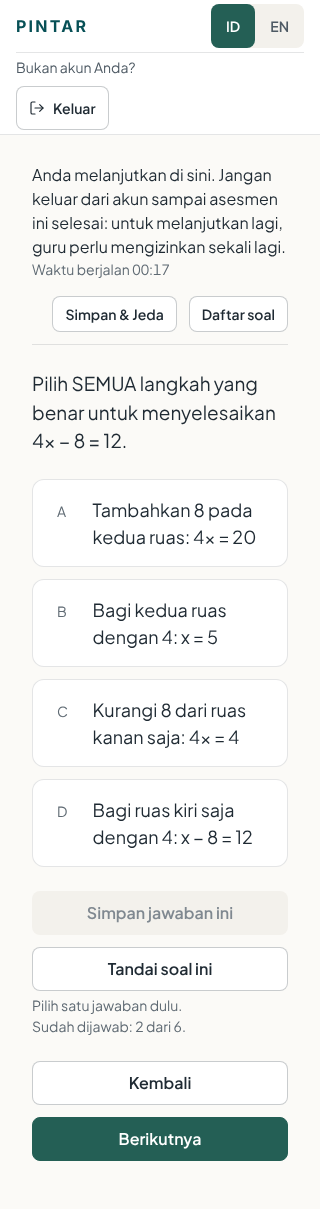 PINTAR
ID
EN
Bukan akun Anda?
Keluar
Anda melanjutkan di sini. Jangan
keluar dari akun sampai asesmen
ini selesai: untuk melanjutkan lagi,
guru perlu mengizinkan sekali lagi.
Waktu berjalan 00:17
Simpan & Jeda
Daftar soal
Pilih SEMUA langkah yang
benar untuk menyelesaikan
4× – 8 = 12.
A
Tambahkan 8 pada
kedua ruas: 4× = 20
B
Bagi kedua ruas
dengan 4: x = 5
C
Kurangi 8 dari ruas
kanan saja: 4× = 4
D
Bagi ruas kiri saja
dengan 4: x – 8 = 12
Simpan jawaban ini
Tandai soal ini
Pilih satu jawaban dulu.
Sudah dijawab: 2 dari 6.
Kembali
Berikutnya